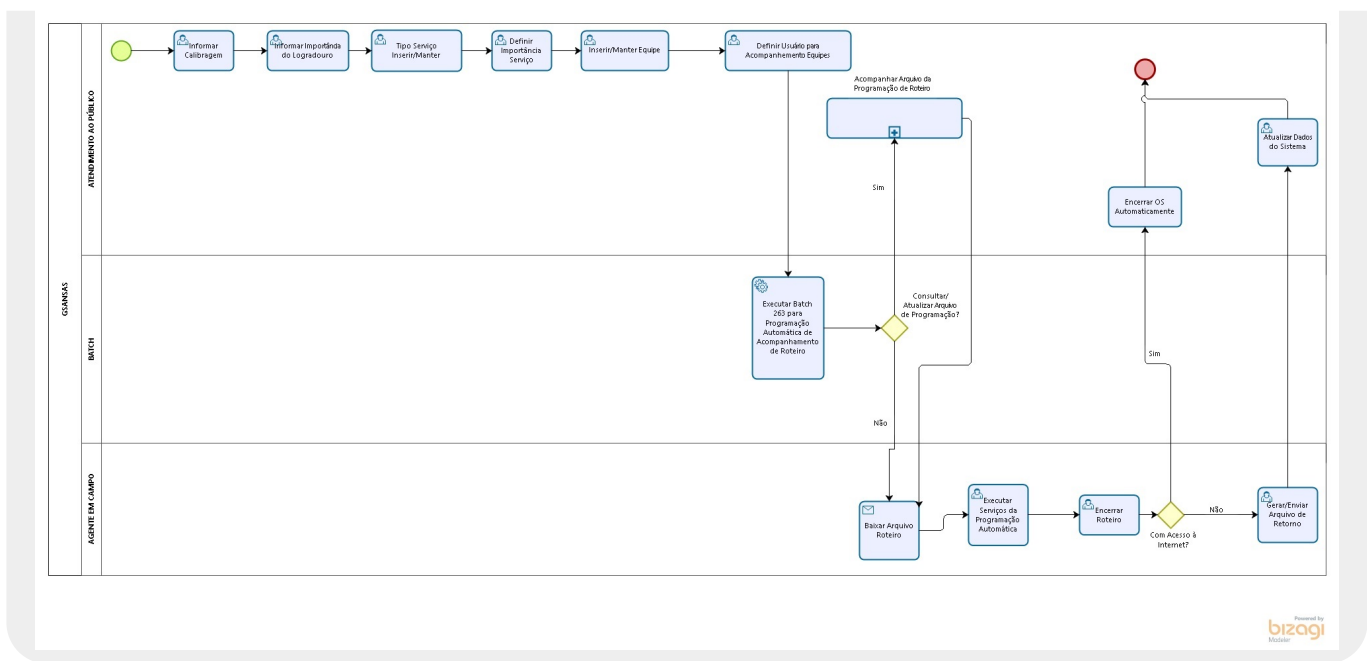 GSANSAS
ATENDIMENTO AO PÚBLICO
Informar
Calibragem
Informar Importânda
do Logradouro
Tipo Serviço
Inserir/Manter
Definir
Importância
Serviço
Inserir/Manter Equipe
Definir Usuário para
Acompanhemento Equipes
Acompanhar Arquivo da
Programação de Roteiro
Sim
Encerrar OS
Automaticamente
Atualizar Dados
do Sistema
BATCH
Executar Batch
263 para
Programação
Automática de
Acompanhamento
de Roteiro
Consultar/
Atualizar Arquivo
de Programação?
Sim
Não
AGENTE EM CAMPO
Baixar Arquivo
Roteiro
Executar
Serviços da
Programação
Automática
Encerrar
Roteiro
Com Acesso à
Internet?
Não
Gerar/Enviar
Arquivo de
Retorno
Powered by
bizagi
Modeler